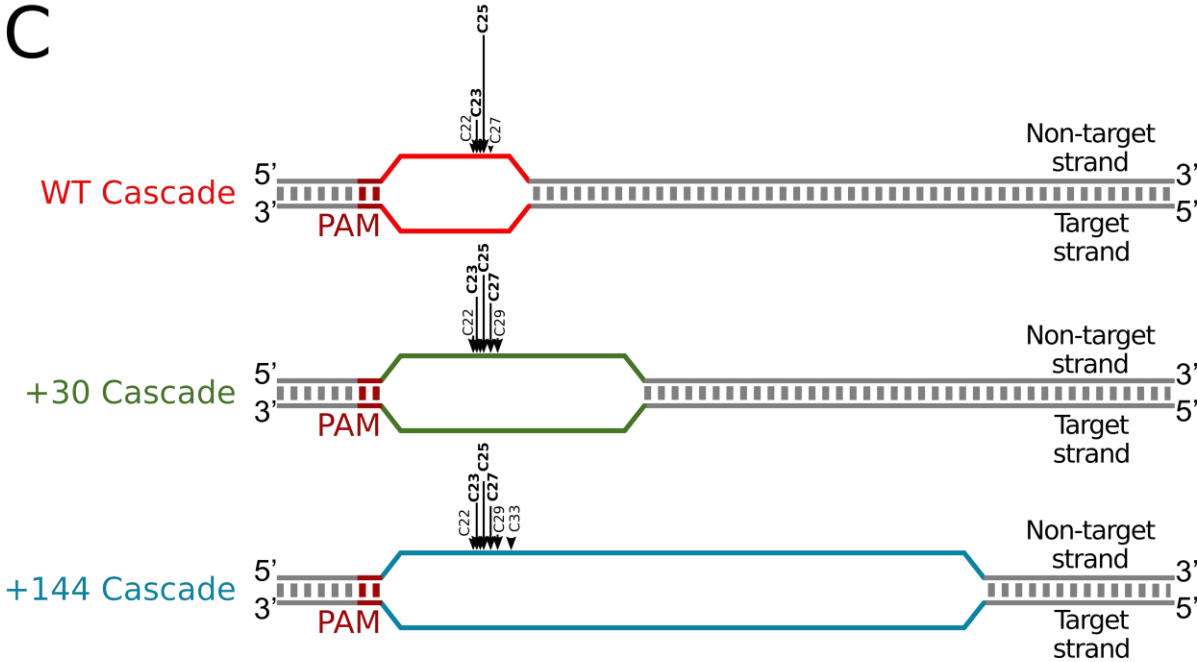 C
C22
C23
C25
C27
Non-target
strand
5’
3’
WT Cascade
3’
PAM
5’
Target
strand
C22
C23
C25
C27
C29
Non-target
strand
5’
3’
+30 Cascade
3’
PAM
5’
Target
strand
C22
C23
C25
C27
C29
C33
Non-target
strand
5’
3’
+144 Cascade
3’
PAM
5’
Target
strand